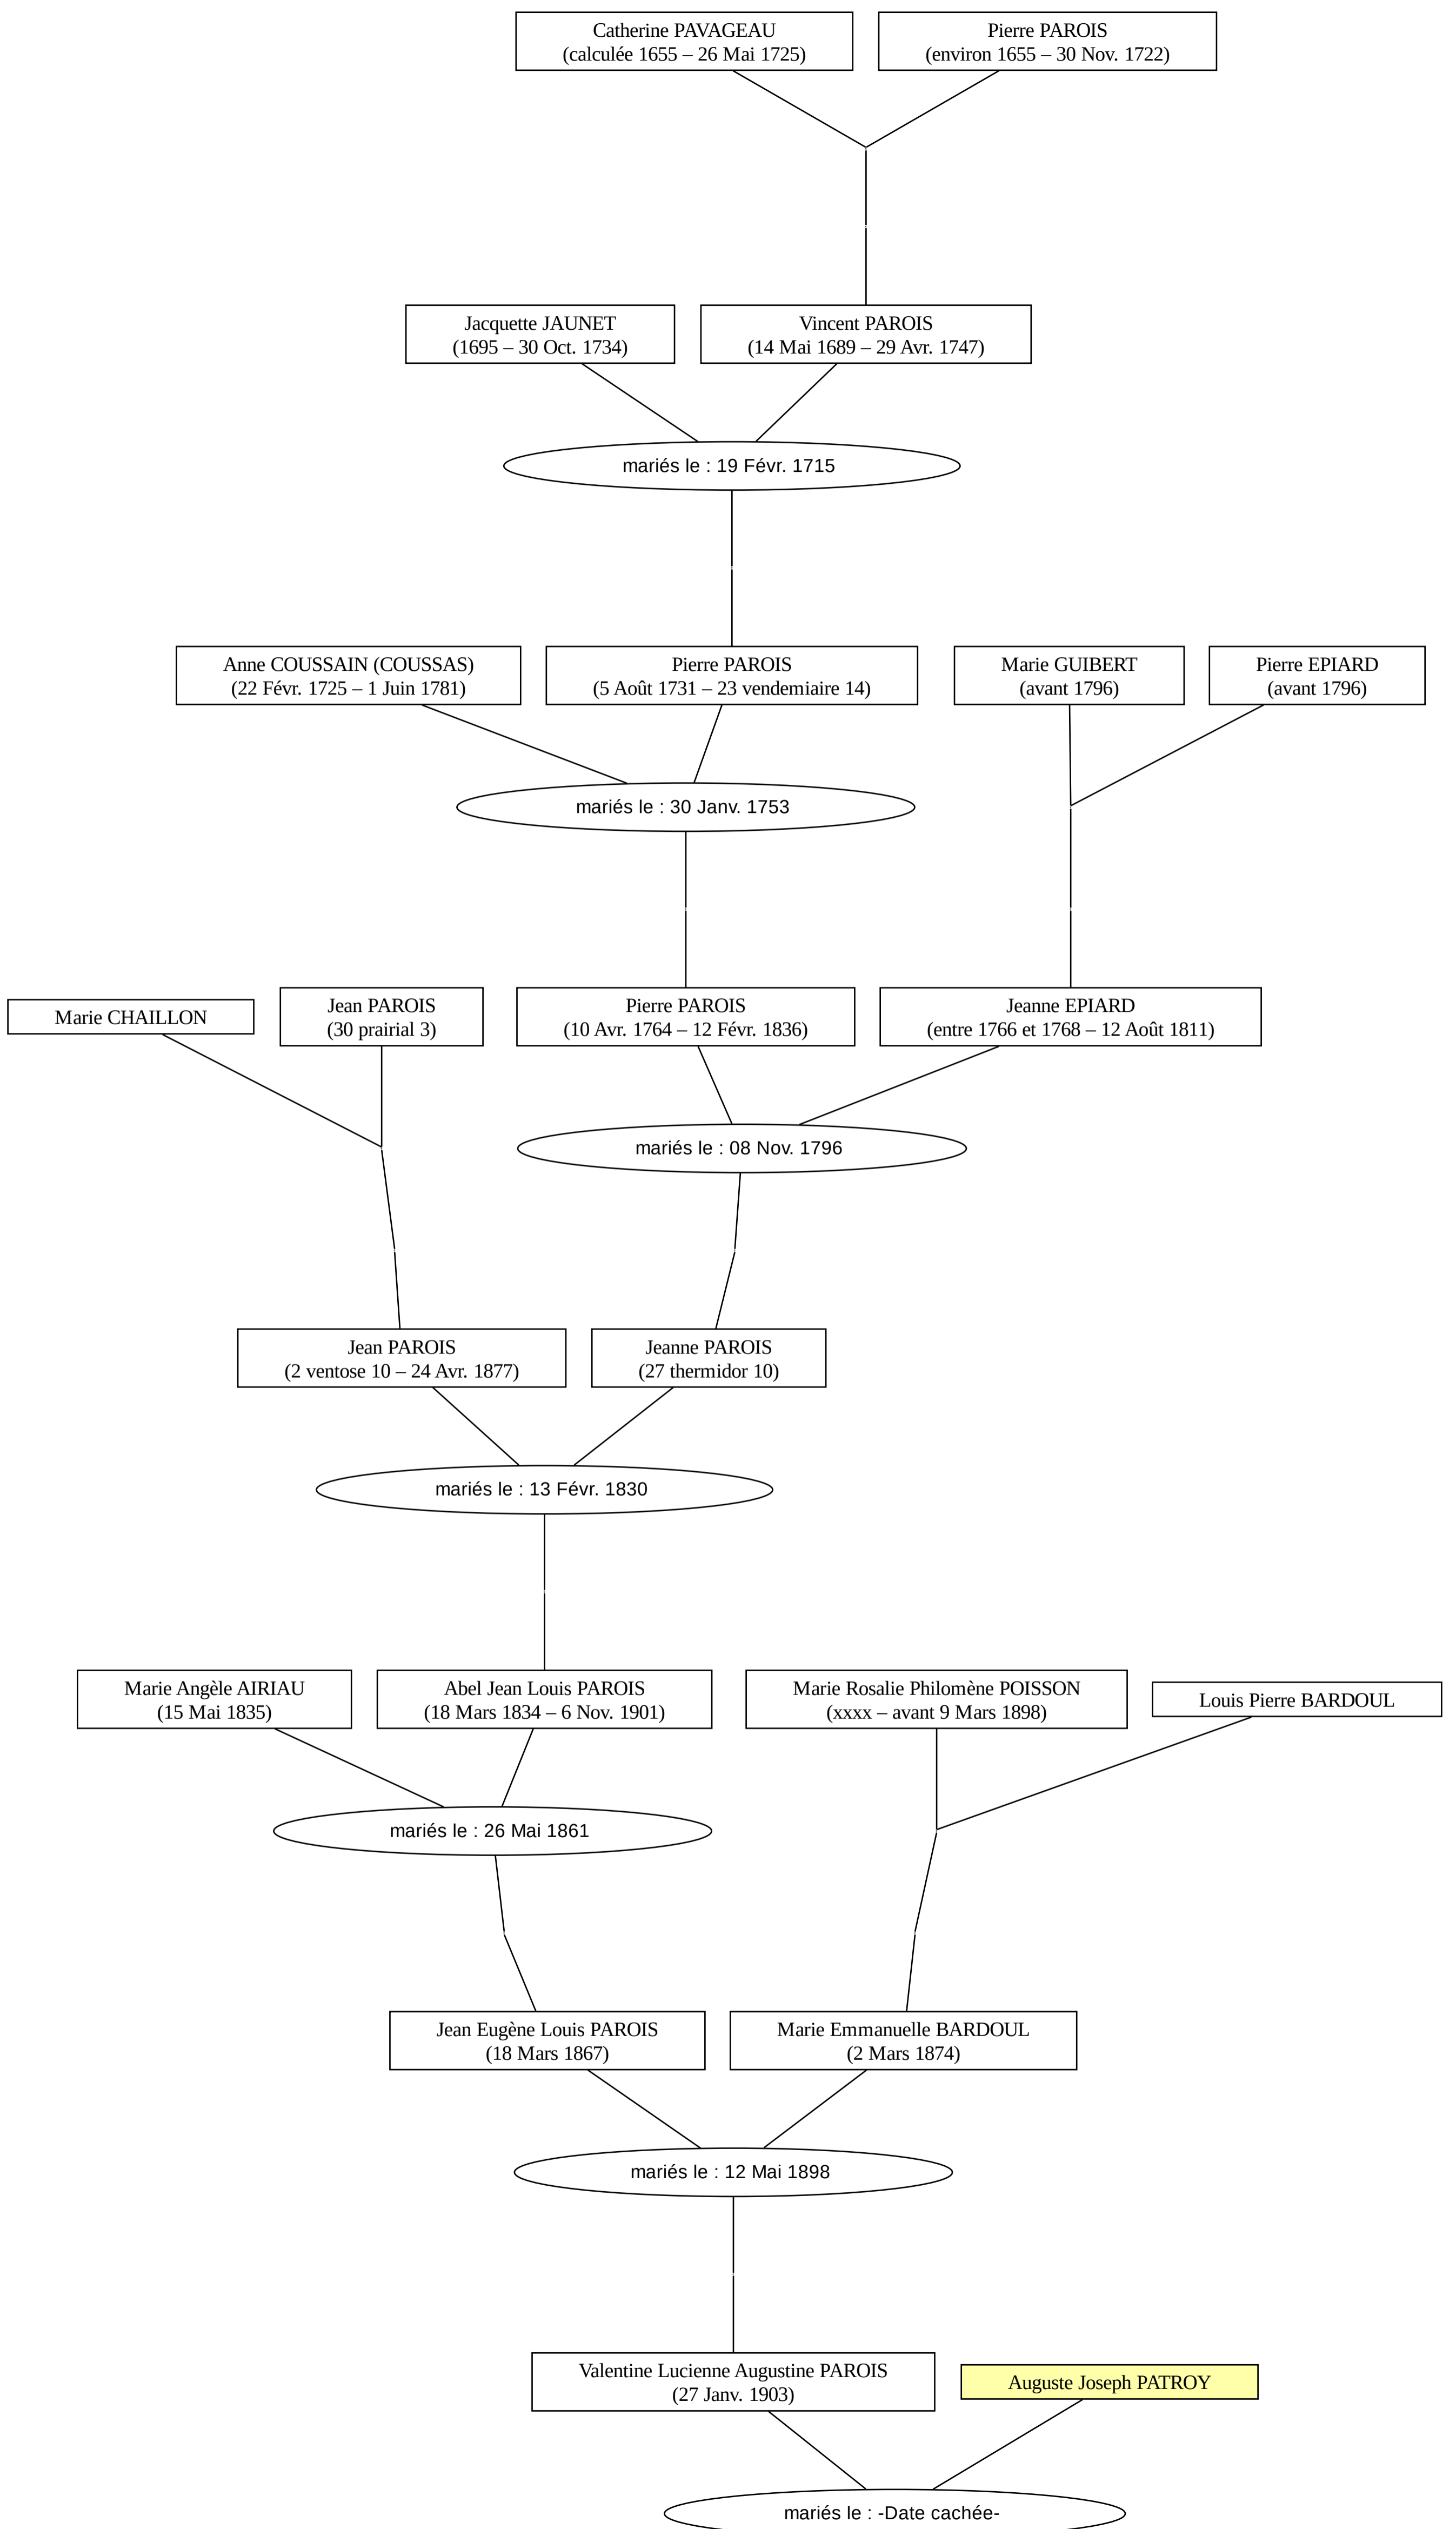 Catherine PAVAGEAU
(calculée 1655 – 26 Mai 1725)
Pierre PAROIS
(environ 1655 – 30 Nov. 1722)
Jacquette JAUNET
(1695 – 30 Oct. 1734)
Vincent PAROIS
(14 Mai 1689 – 29 Avr. 1747)
mariés le : 19 Févr. 1715
Anne COUSSAIN (COUSSAS)
(22 Févr. 1725 – 1 Juin 1781)
Pierre PAROIS
(5 Août 1731 – 23 vendemiaire 14)
Marie GUIBERT
(avant 1796)
Pierre EPIARD
(avant 1796)
mariés le : 30 Janv. 1753
Marie CHAILLON
Jean PAROIS
(30 prairial 3)
Pierre PAROIS
(10 Avr. 1764 – 12 Févr. 1836)
Jeanne EPIARD
(entre 1766 et 1768 – 12 Août 1811)
mariés le : 08 Nov. 1796
Jean PAROIS
(2 ventose 10 – 24 Avr. 1877)
Jeanne PAROIS
(27 thermidor 10)
mariés le : 13 Févr. 1830
Marie Angèle AIRIAU
(15 Mai 1835)
Abel Jean Louis PAROIS
(18 Mars 1834 – 6 Nov. 1901)
Marie Rosalie Philomène POISSON
(xxxx – avant 9 Mars 1898)
Louis Pierre BARDOUL
mariés le : 26 Mai 1861
Jean Eugène Louis PAROIS
(18 Mars 1867)
Marie Emmanuelle BARDOUL
(2 Mars 1874)
mariés le : 12 Mai 1898
Valentine Lucienne Augustine PAROIS
(27 Janv. 1903)
Auguste Joseph PATROY
mariés le : -Date cachée-